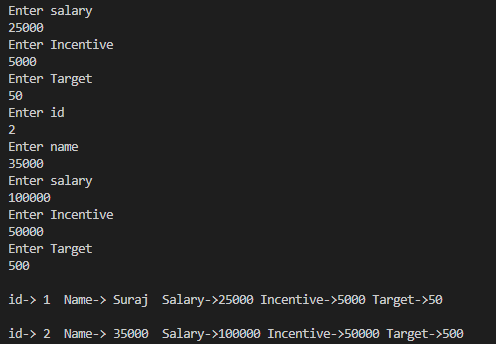 Enter salary
25000
Enter Incentive
5000
Enter Target
50
Enter id
2
Enter name
35000
Enter salary
100000
Enter Incentive
50000
Enter Target
500
id-> 1  Name-> Suraj  Salary->25000 Incentive->5000 Target->50
id-> 2  Name-> 35000  Salary->100000 Incentive->50000 Target->500